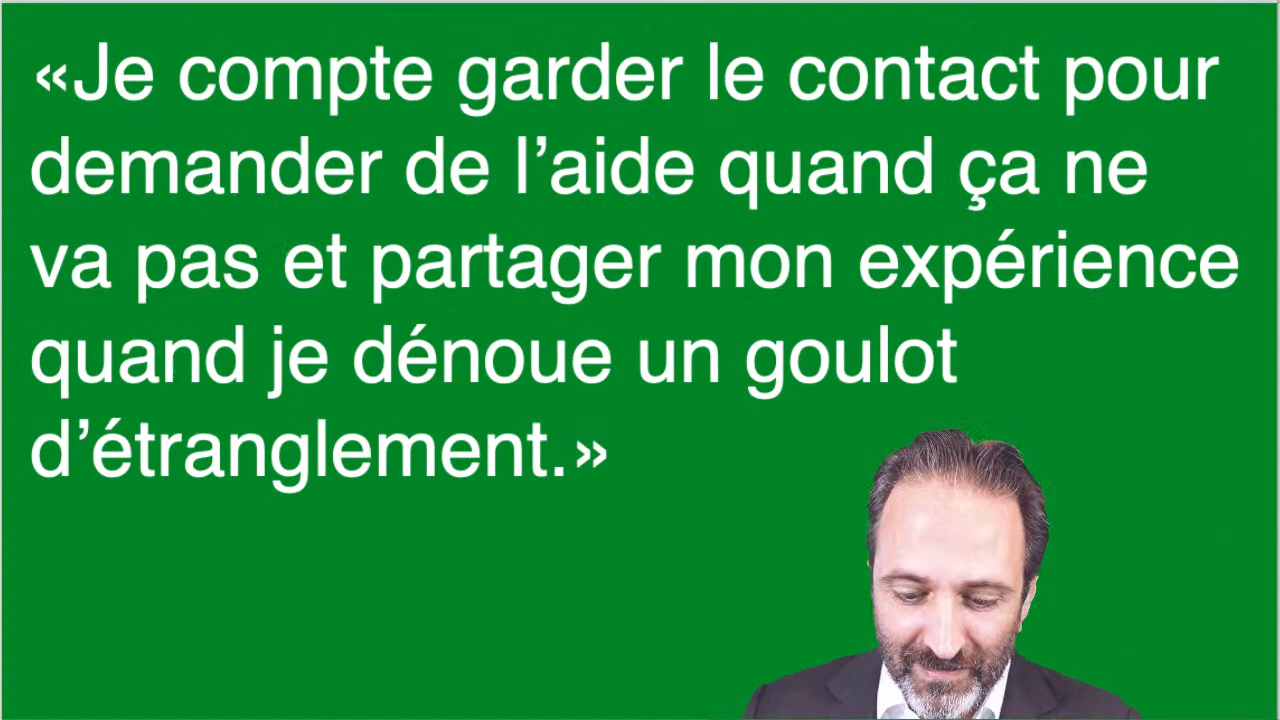 «Je compte garder le contact pour
demander de l’aide quand ça ne
va pas et partager mon expérience
quand je dénoue un goulot
d’étranglement.»